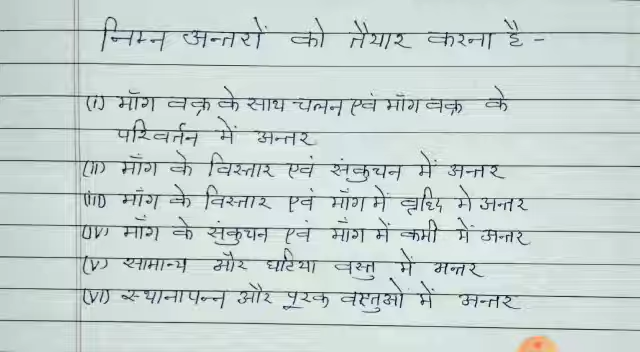 निम्न अन्तरों को तैयार करना है -
(i) माँग वक्र के साथ चलन एवं माँग वक्र के
परिवर्तन में अन्तर
(ii) माँग के विस्तार एवं संकुचन में अन्तर
(iii) माँग के विस्तार एवं माँग में वृद्धि में अन्तर
(iv) माँग के संकुचन एवं माँग में कमी में अन्तर
(v) सामान्य और घटिया वस्तु में अन्तर
(vi) स्थानापन्न और पूरक वस्तुओं में अन्तर